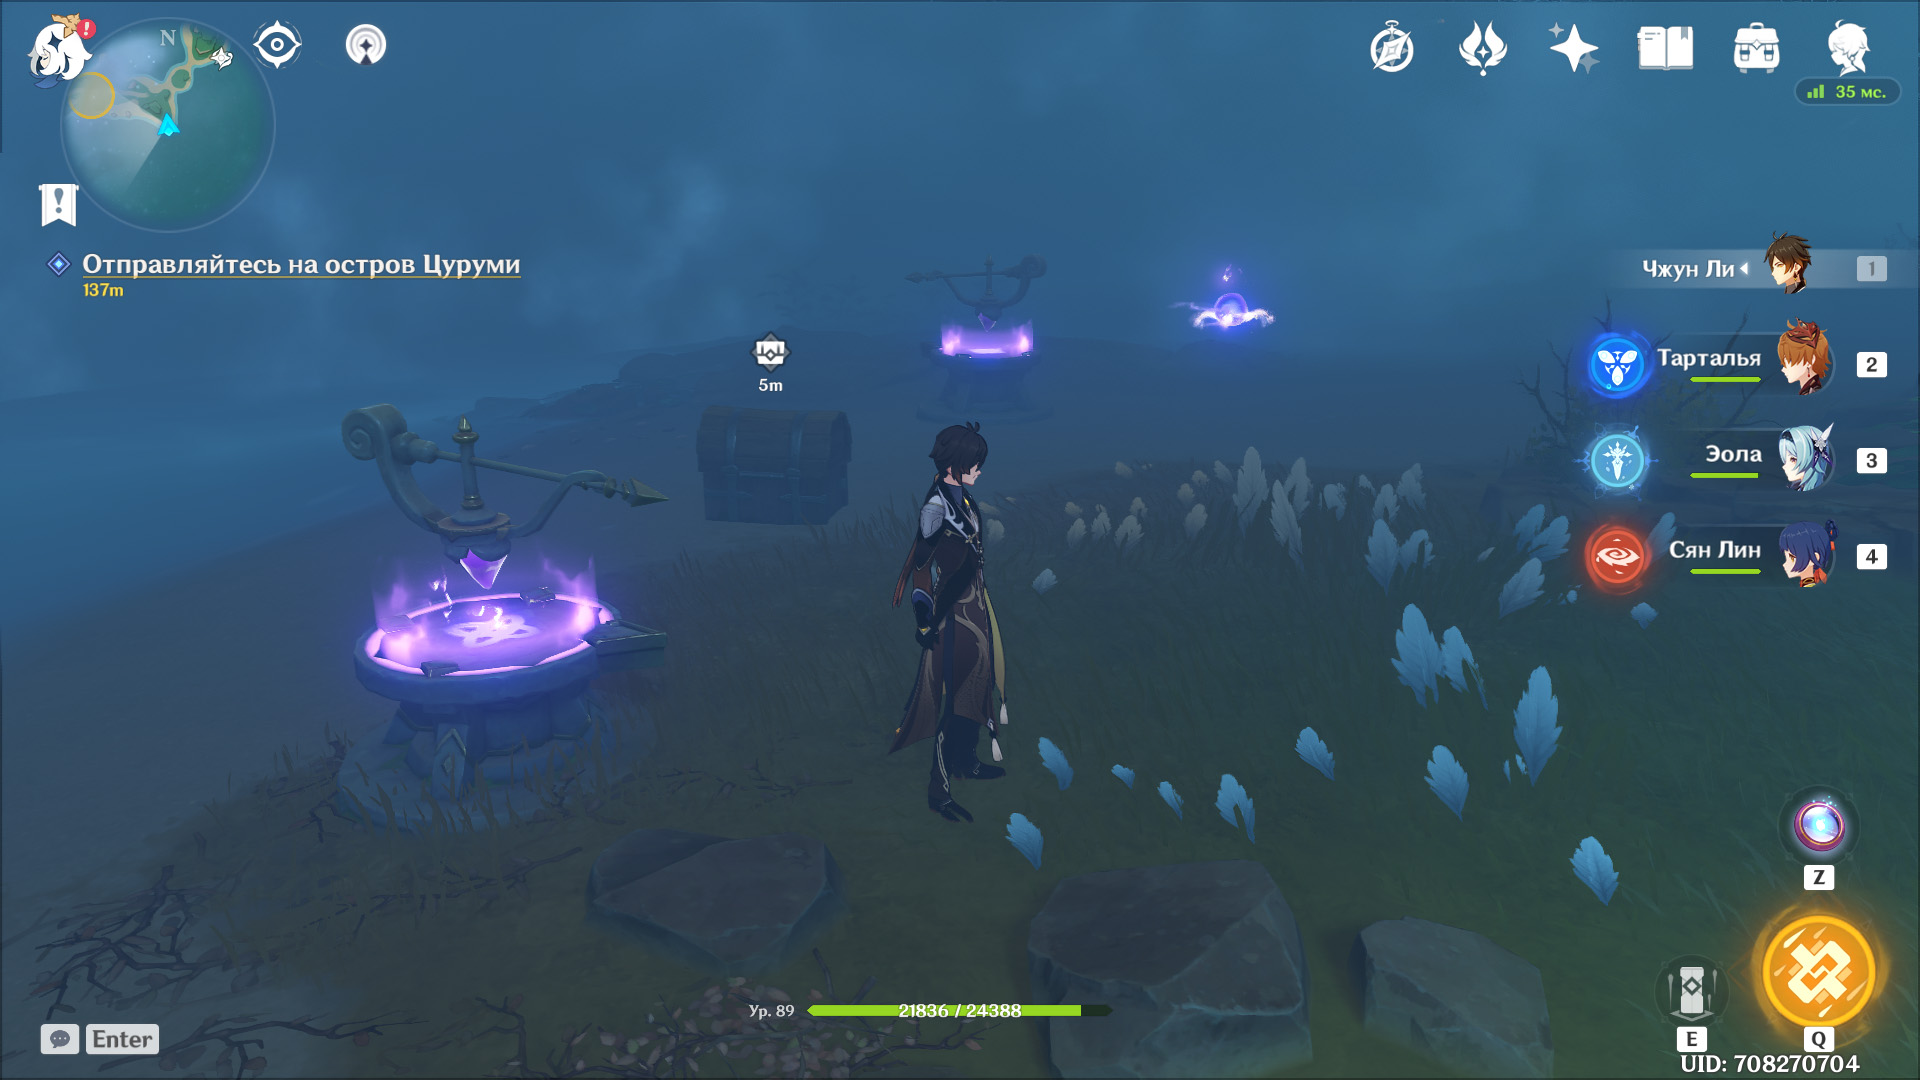 N
35 мс.
Отправляйтесь на остров Цуруми
137m
5m
Чжун Ли
1
Тарталья
2
Эола
3
Сян Лин
4
Z
Ур. 89
21836 / 24388
Enter
E
Q
UID: 708270704